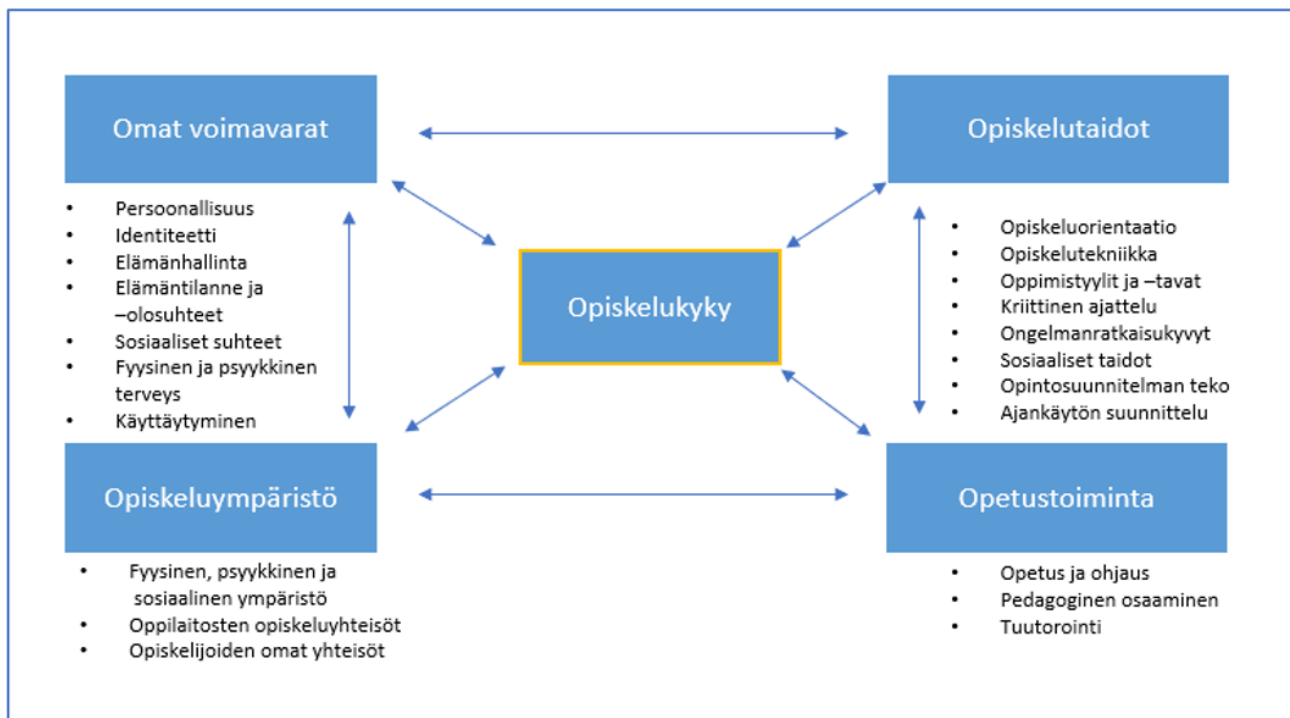 Omat voimavarat
• Persoonallisuus
• Identiteetti
• Elämänhallinta
• Elämäntilanne ja
–olosuhteet
• Sosiaaliset suhteet
• Fyysinen ja psyykkinen
terveys
• Käyttäytyminen
Opiskelutaidot
• Opiskeluorientaatio
• Opiskelutekniikka
• Oppimistyylit ja –tavat
• Kriittinen ajattelu
• Ongelmanratkaisukyvyt
• Sosiaaliset taidot
• Opintosuunnitelman teko
• Ajankäytön suunnittelu
Opiskelukyky
Opiskeluympäristö
• Fyysinen, psyykkinen ja
sosiaalinen ympäristö
• Oppilaitosten opiskeluyhteisöt
• Opiskelijoiden omat yhteisöt
Opetustoiminta
• Opetus ja ohjaus
• Pedagoginen osaaminen
• Tuutorointi